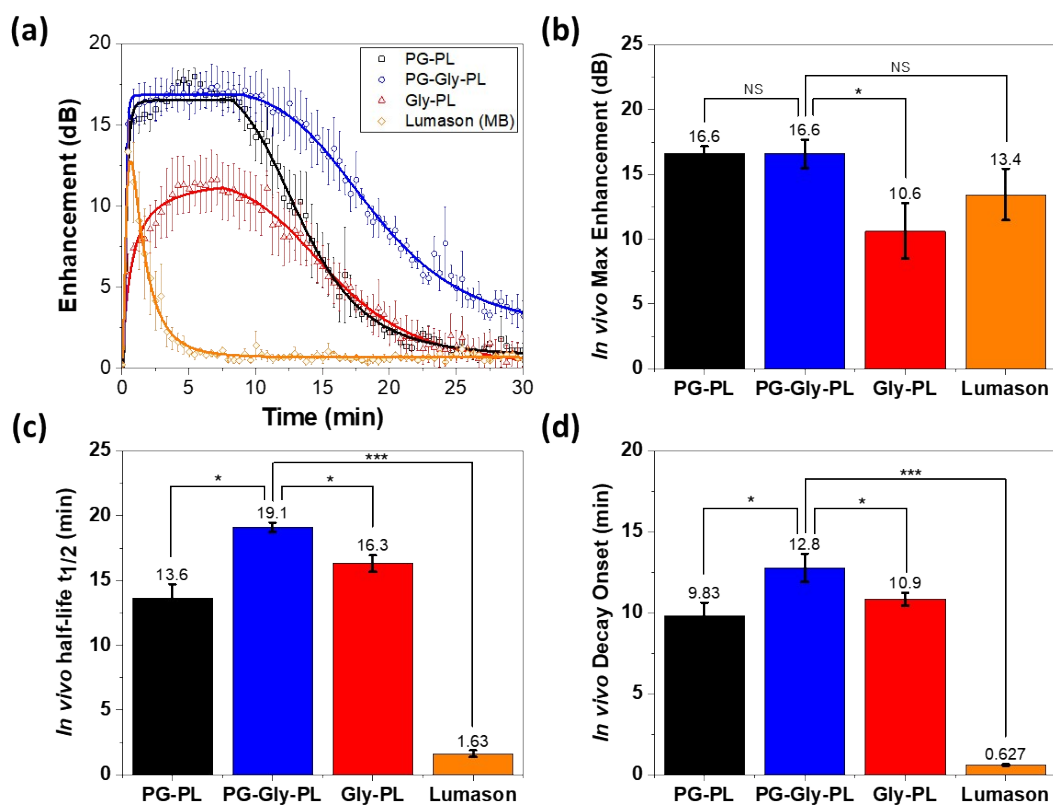 (a)
Enhancement (dB)
20
15
10
5
0
0 5 10 15 20 25 30
Time (min)
PG-PL
PG-Gly-PL
Gly-PL
Lumason (MB)
(b)
In vivo Max Enhancement (dB)
25
20
15
10
5
0
NS
NS
*
16.6
16.6
10.6
13.4
PG-PL PG-Gly-PL Gly-PL Lumason
(c)
In vivo half-life t1/2 (min)
25
20
15
10
5
0
***
*
*
13.6
19.1
16.3
1.63
PG-PL PG-Gly-PL Gly-PL Lumason
(d)
In vivo Decay Onset (min)
20
15
10
5
0
***
*
*
9.83
12.8
10.9
0.627
PG-PL PG-Gly-PL Gly-PL Lumason